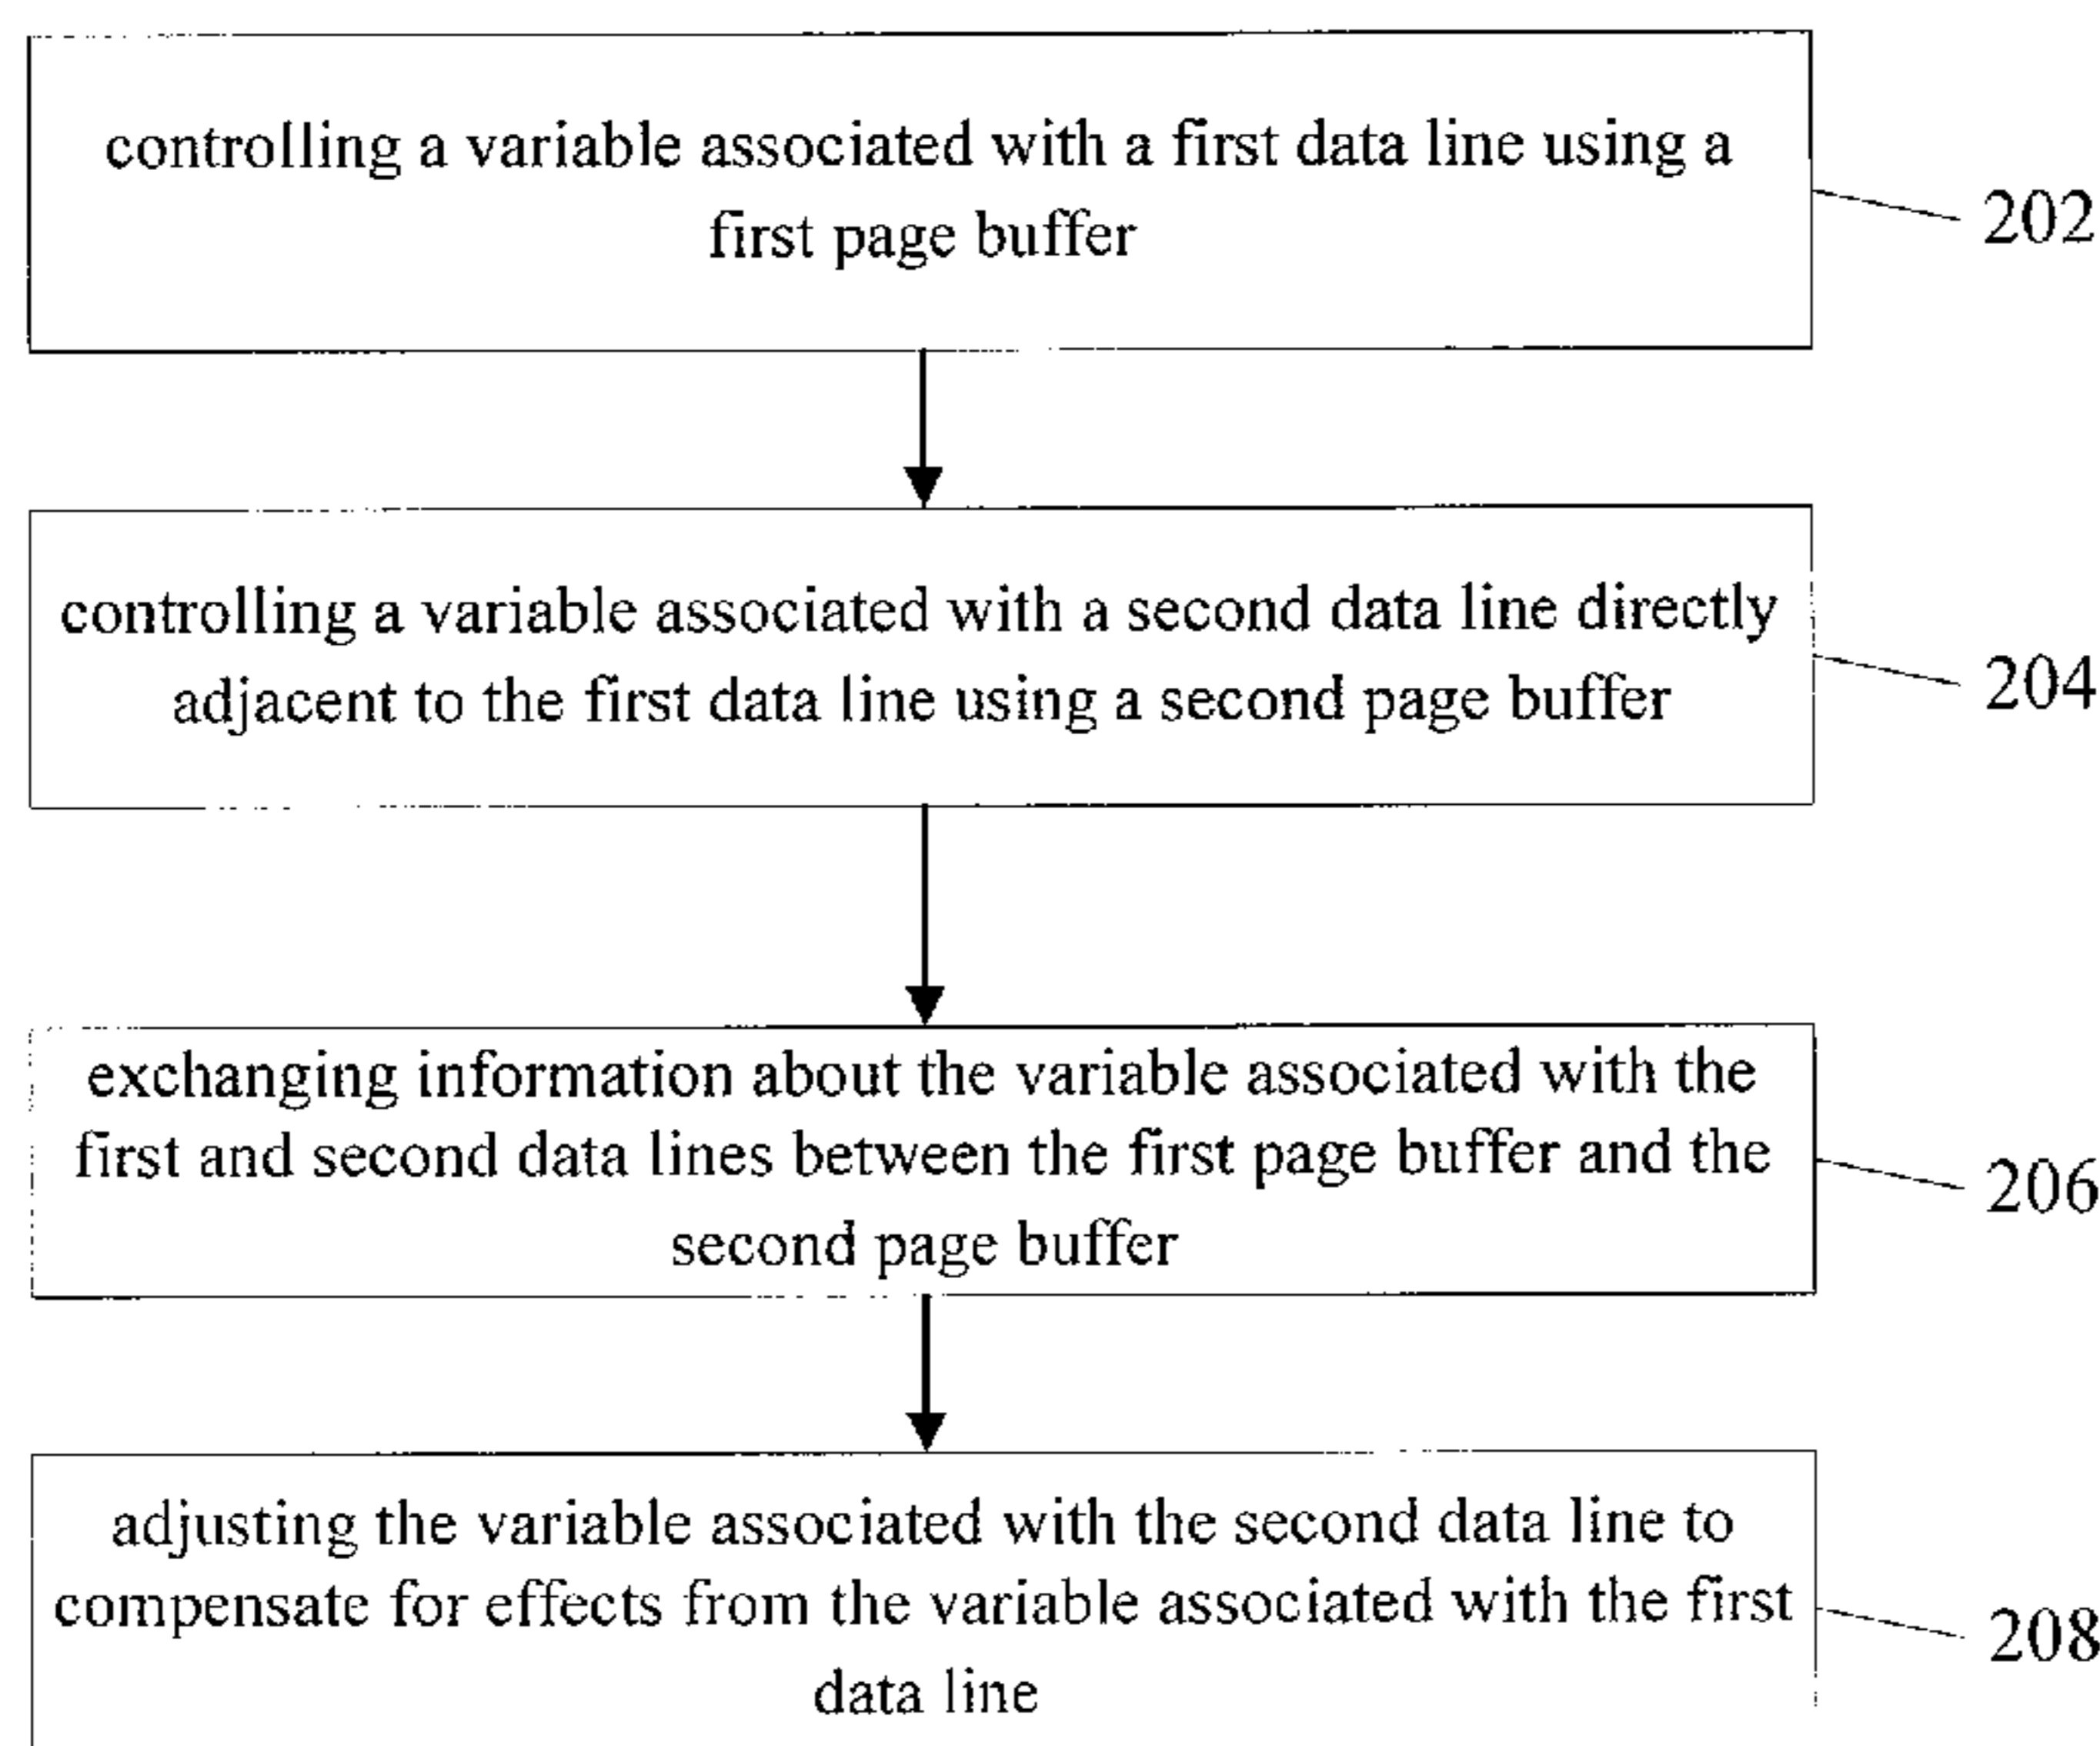 controlling a variable associated with a first data line using a
first page buffer
202
controlling a variable associated with a second data line directly
adjacent to the first data line using a second page buffer
204
exchanging information about the variable associated with the
first and second data lines between the first page buffer and the
second page buffer
206
adjusting the variable associated with the second data line to
compensate for effects from the variable associated with the first
data line
208